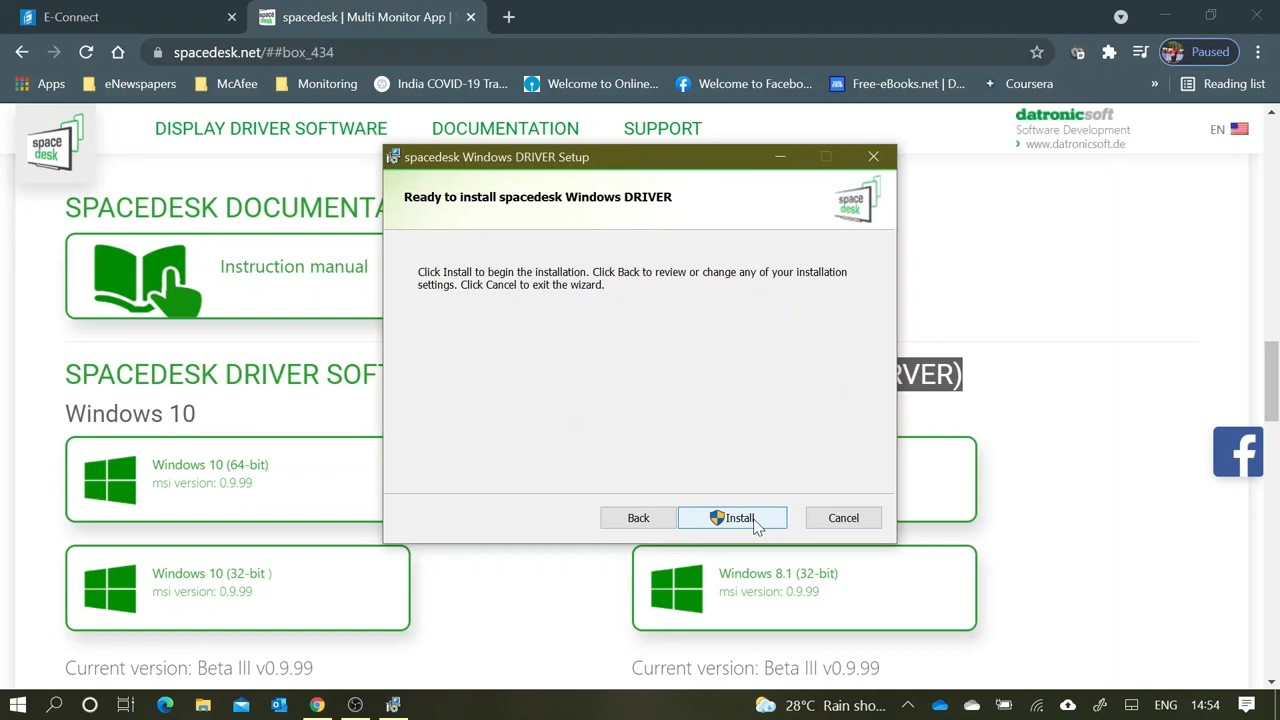 E-Connect
spacedesk | Multi Monitor App |
spacedesk.net/##box_434
Paused
Apps
eNewspapers
McAfee
Monitoring
India COVID-19 Tra...
Welcome to Online...
Welcome to Facebo...
Free-eBooks.net | D...
Coursera
»
Reading list
space
desk
DISPLAY DRIVER SOFTWARE
DOCUMENTATION
SUPPORT
datronicsoft
Software Development
www.datronicsoft.de
EN
spacedesk Windows DRIVER Setup
Ready to install spacedesk Windows DRIVER
space
desk
Click Install to begin the installation. Click Back to review or change any of your installation
settings. Click Cancel to exit the wizard.
Back
Install
Cancel
SPACEDESK DOCUMENTA
Instruction manual
SPACEDESK DRIVER SOF
RVER)
Windows 10
Windows 10 (64-bit)
msi version: 0.9.99
Windows 10 (32-bit )
msi version: 0.9.99
Windows 8.1 (32-bit)
msi version: 0.9.99
Current version: Beta III v0.9.99
Current version: Beta III v0.9.99
28°C Rain sho...
ENG
14:54